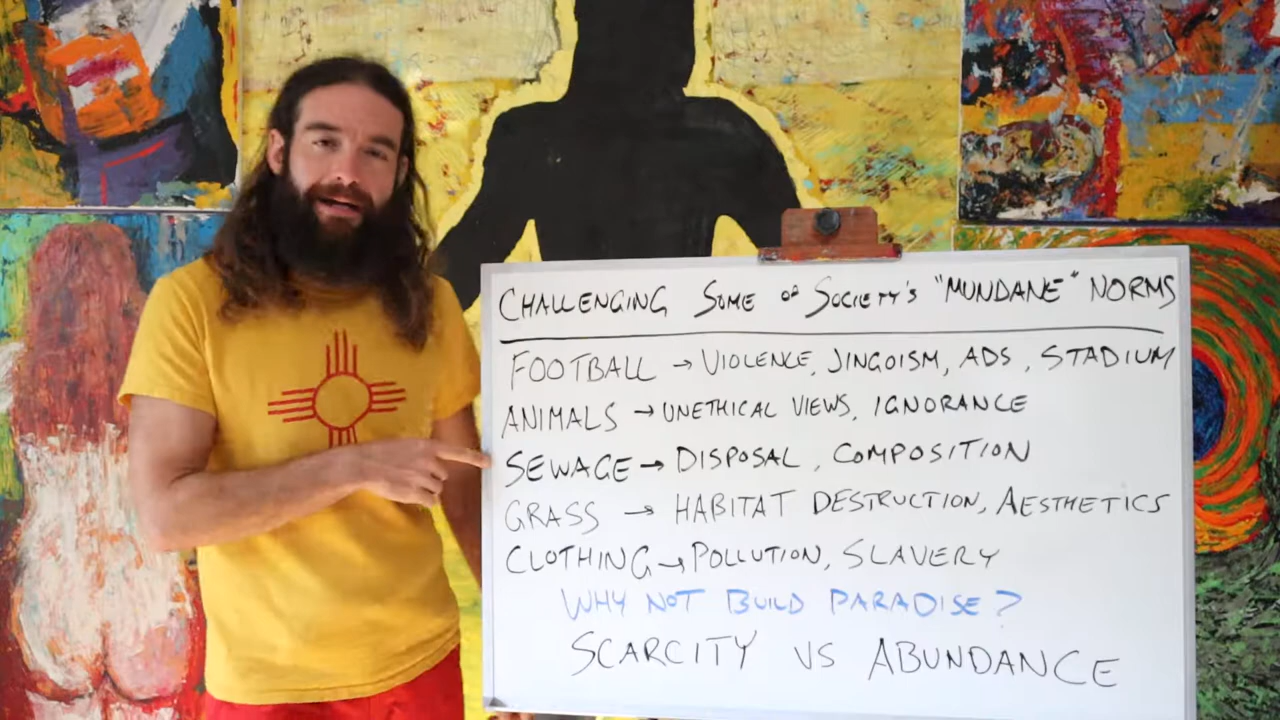 CHALLENGING SOME OF SOCIETY'S "MUNDANE" NORMS
FOOTBALL → VIOLENCE, JINGOISM, ADS, STADIUM
ANIMALS → UNETHICAL VIEWS, IGNORANCE
SEWAGE → DISPOSAL, COMPOSITION
GRASS → HABITAT DESTRUCTION, AESTHETICS
CLOTHING → POLLUTION, SLAVERY
WHY NOT BUILD PARADISE?
SCARCITY VS ABUNDANCE